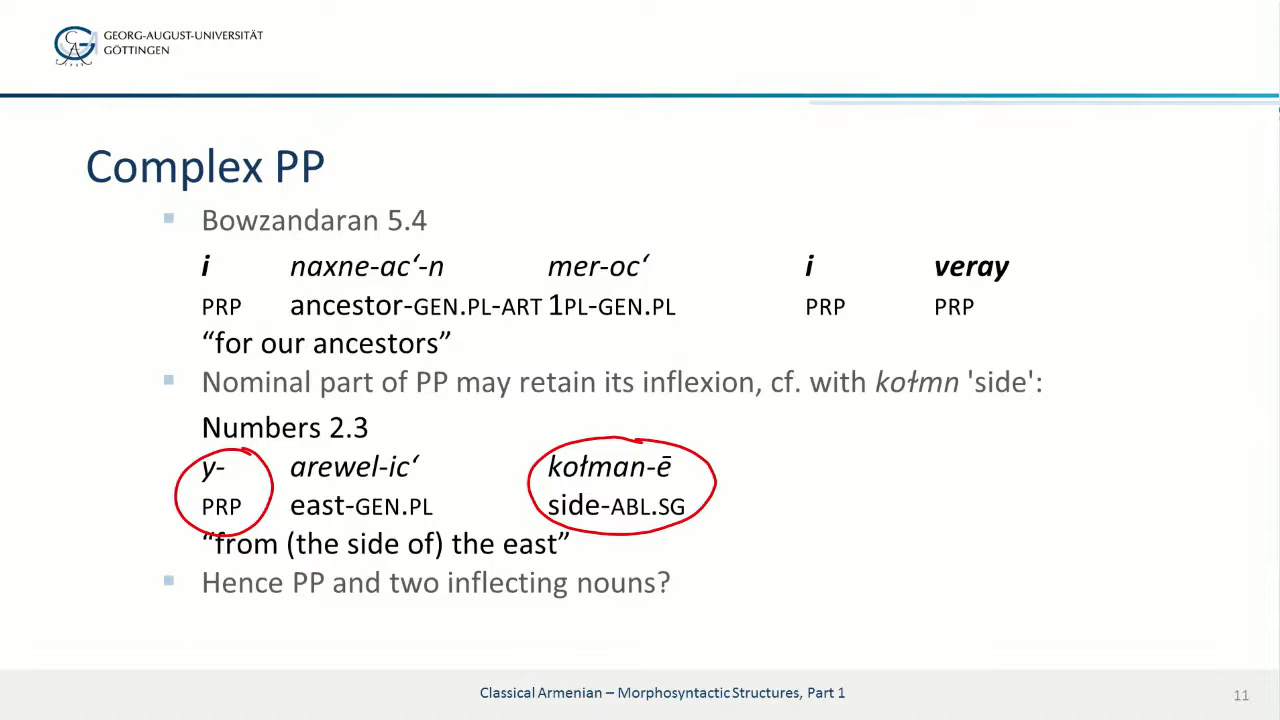 GEORG-AUGUST-UNIVERSITÄT
GÖTTINGEN
Complex PP
Bowzandaran 5.4
i naxne-ac‘-n mer-oc‘ i veray
PRP ancestor-GEN.PL-ART 1PL-GEN.PL PRP PRP
“for our ancestors”
Nominal part of PP may retain its inflexion, cf. with kołmn 'side':
Numbers 2.3
y- arewel-ic‘ kołman-ē
PRP east-GEN.PL side-ABL.SG
“from (the side of) the east”
Hence PP and two inflecting nouns?
Classical Armenian – Morphosyntactic Structures, Part 1
11